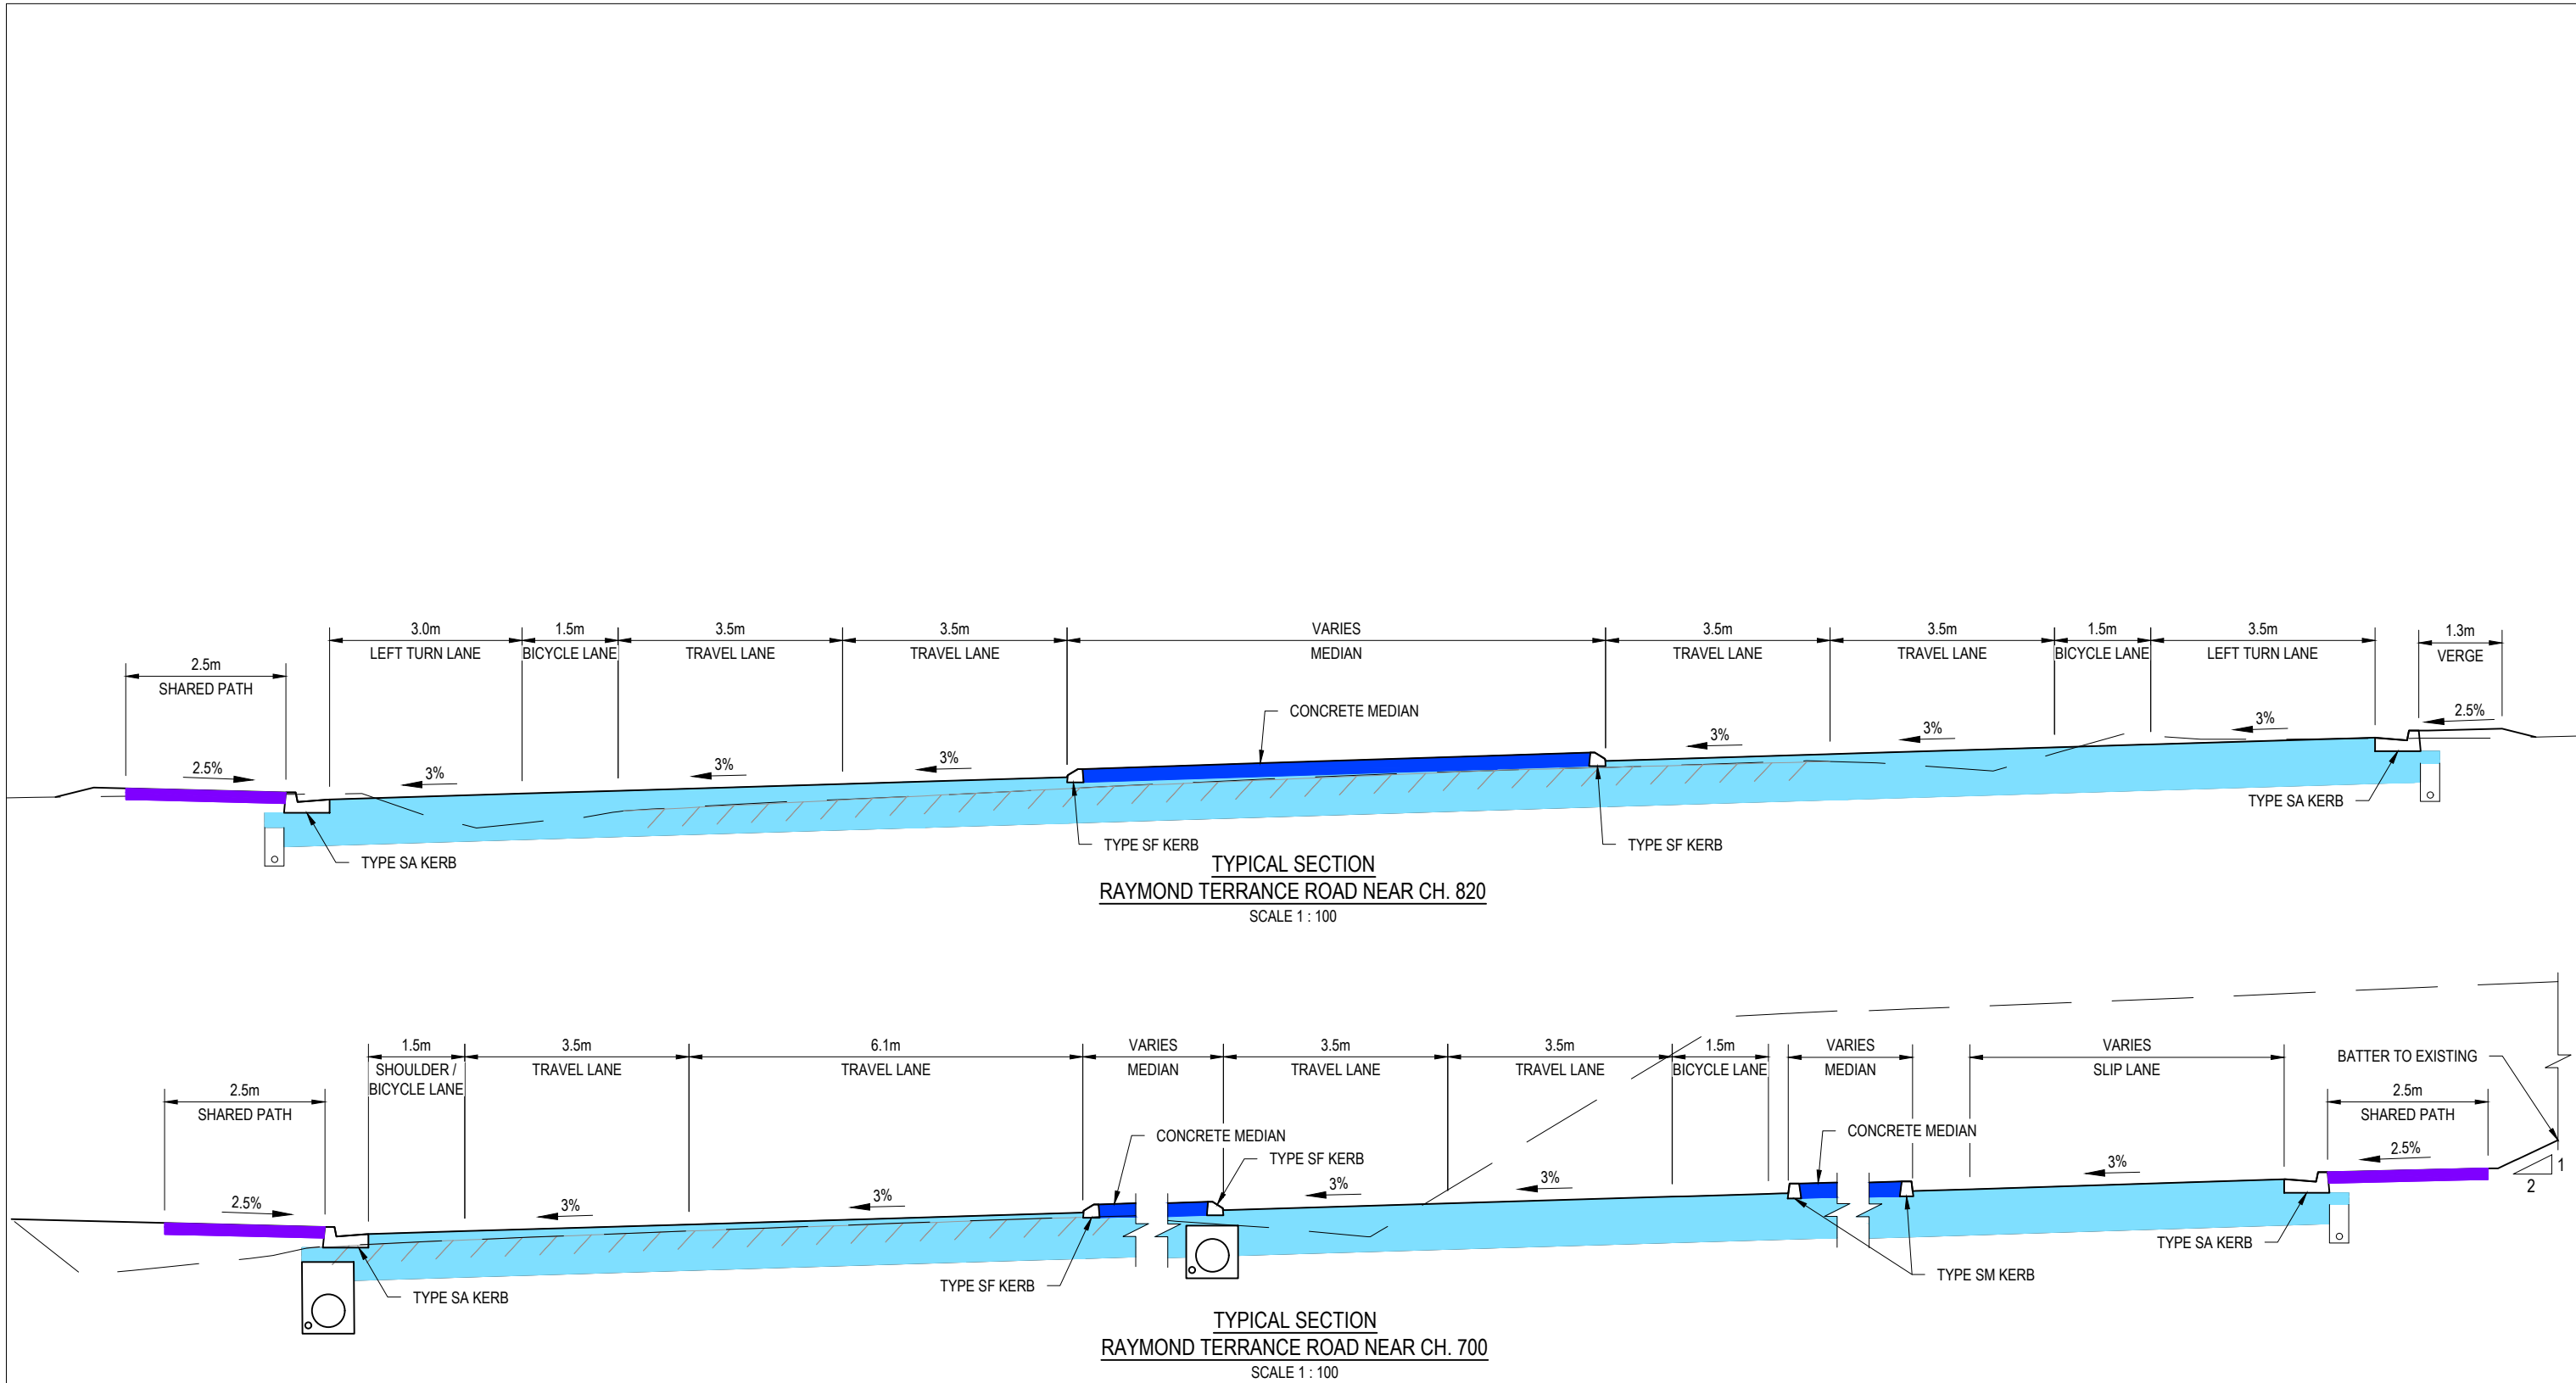 3.0m
1.5m
3.5m
3.5m
VARIES
3.5m
3.5m
1.5m
3.5m
1.3m
LEFT TURN LANE
BICYCLE LANE
TRAVEL LANE
TRAVEL LANE
MEDIAN
TRAVEL LANE
TRAVEL LANE
BICYCLE LANE
LEFT TURN LANE
VERGE
2.5m
SHARED PATH
CONCRETE MEDIAN
2.5%
3%
3%
3%
3%
3%
3%
2.5%
TYPE SA KERB
TYPE SF KERB
TYPE SF KERB
TYPE SA KERB
TYPICAL SECTION
RAYMOND TERRANCE ROAD NEAR CH. 820
SCALE 1 : 100
1.5m
3.5m
6.1m
VARIES
3.5m
3.5m
1.5m
VARIES
VARIES
SHOULDER /
BICYCLE LANE
TRAVEL LANE
TRAVEL LANE
MEDIAN
TRAVEL LANE
TRAVEL LANE
BICYCLE LANE
MEDIAN
SLIP LANE
BATTER TO EXISTING
2.5m
SHARED PATH
2.5m
SHARED PATH
CONCRETE MEDIAN
TYPE SF KERB
CONCRETE MEDIAN
2.5%
3%
3%
3%
3%
3%
2.5%
1
2
TYPE SA KERB
TYPE SF KERB
TYPE SM KERB
TYPE SA KERB
TYPICAL SECTION
RAYMOND TERRANCE ROAD NEAR CH. 700
SCALE 1 : 100